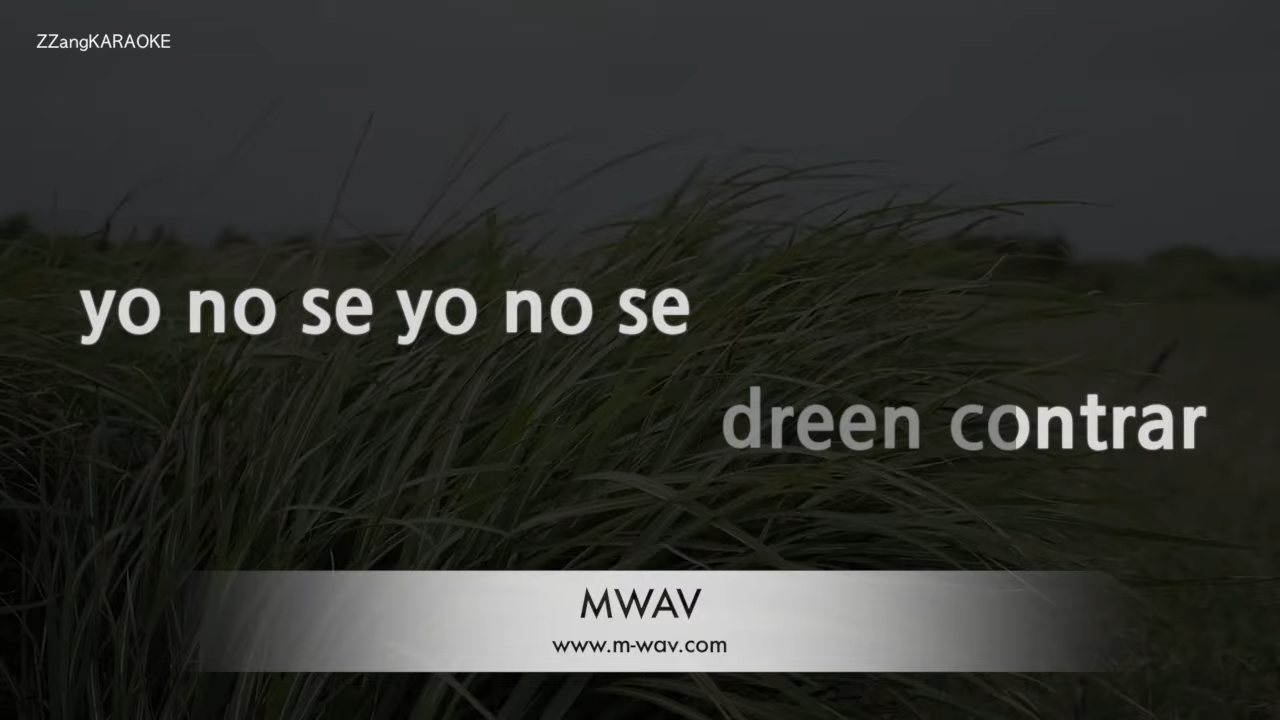 ZZangKARAOKE
yo no se yo no se
dreen contrar
MWAV
www.m-wav.com